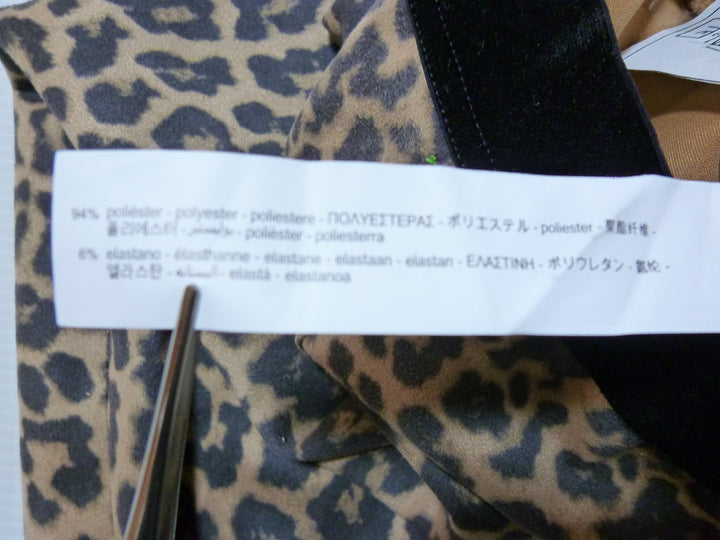 94% poliéster - polyester - poliestere - ΠΟΛΥΕΣΤΕΡΑΣ - ポリエステル - poliester - 聚酯纤维 -
폴리에스터 - بوليستير - poliéster - poliesterra
6% elastano - élasthanne - elastane - elastaan - elastan - ΕΛΑΣΤΙΝΗ - ポリウレタン - 氨纶 -
엘라스탄 - - elastà - elastanoa